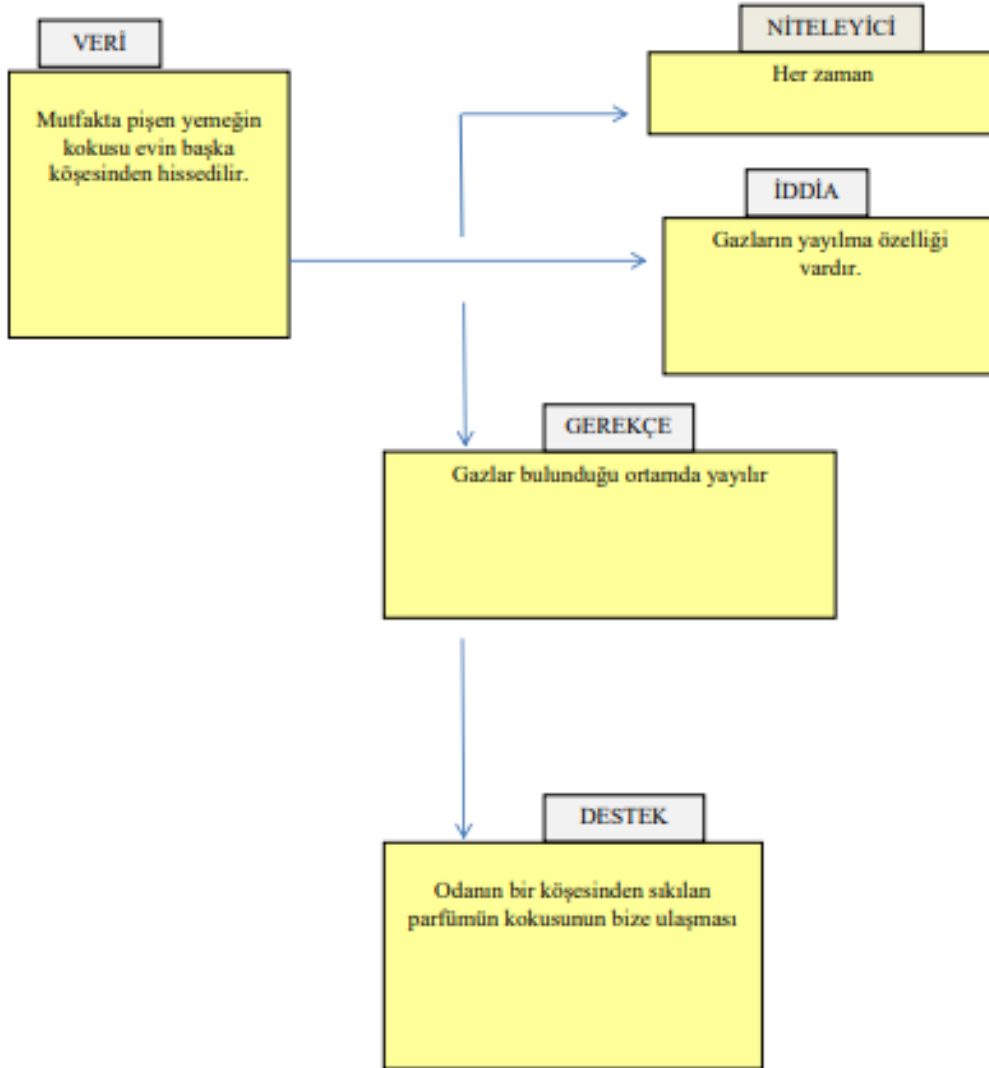 VERİ
Mutfakta pişen yemeğin
kokusu evin başka
köşesinden hissedilir.
NİTELEYİCİ
Her zaman
İDDİA
Gazların yayılma özelliği
vardır.
GEREKÇE
Gazlar bulunduğu ortamda yayılır
DESTEK
Odanın bir köşesinden sıkılan
parfümün kokusunun bize ulaşması